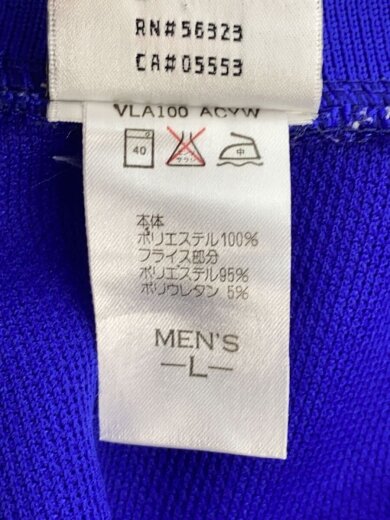 RN#56323
CA#05553
VLA100 ACYW
40
中
本体
ポリエステル100%
フライス部分
ポリエステル95%
ポリウレタン 5%
MEN'S
—L—